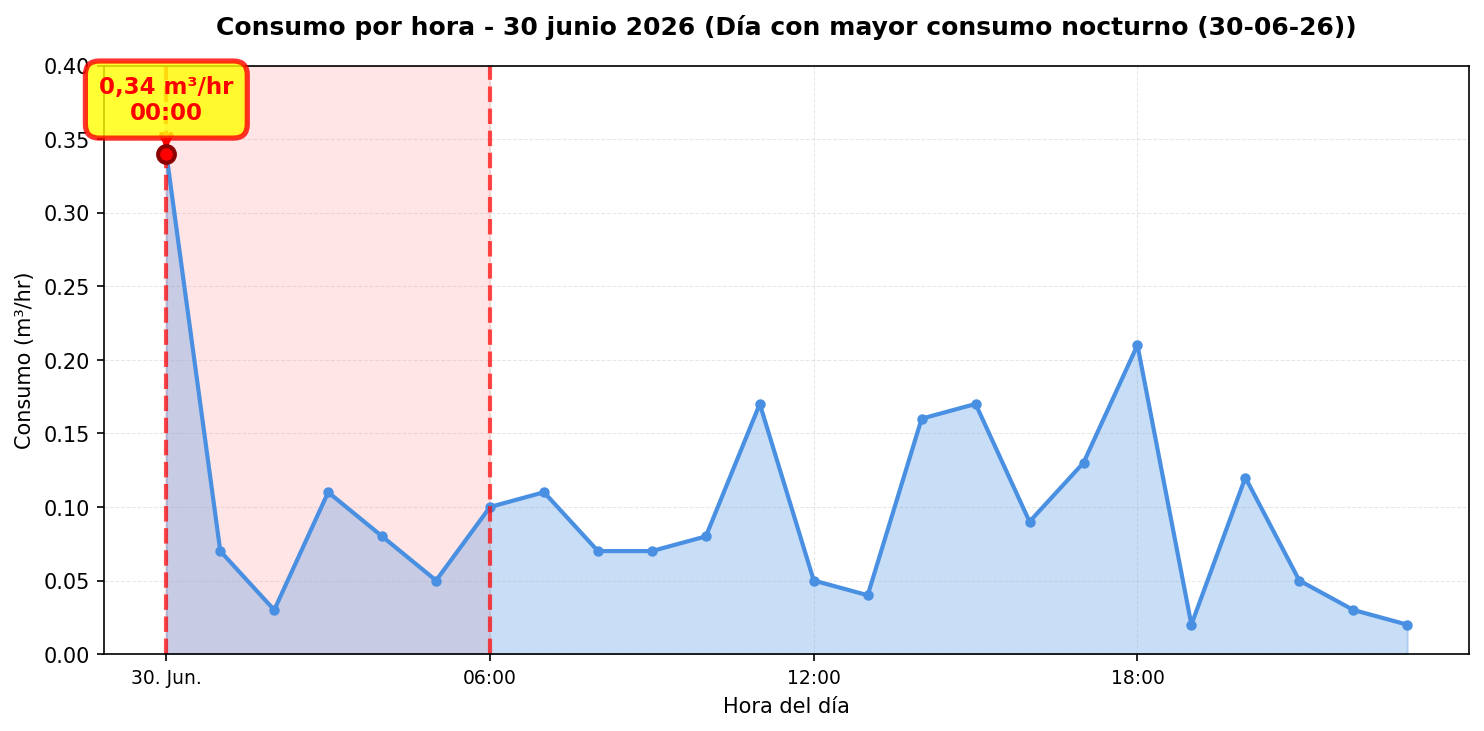 Consumo por hora - 30 junio 2026 (Día con mayor consumo nocturno (30-06-26))
0,34 m³/hr
00:00
0.40
0.35
0.30
0.25
0.20
0.15
0.10
0.05
0.00
Consumo (m³/hr)
30. Jun.
06:00
12:00
18:00
Hora del día